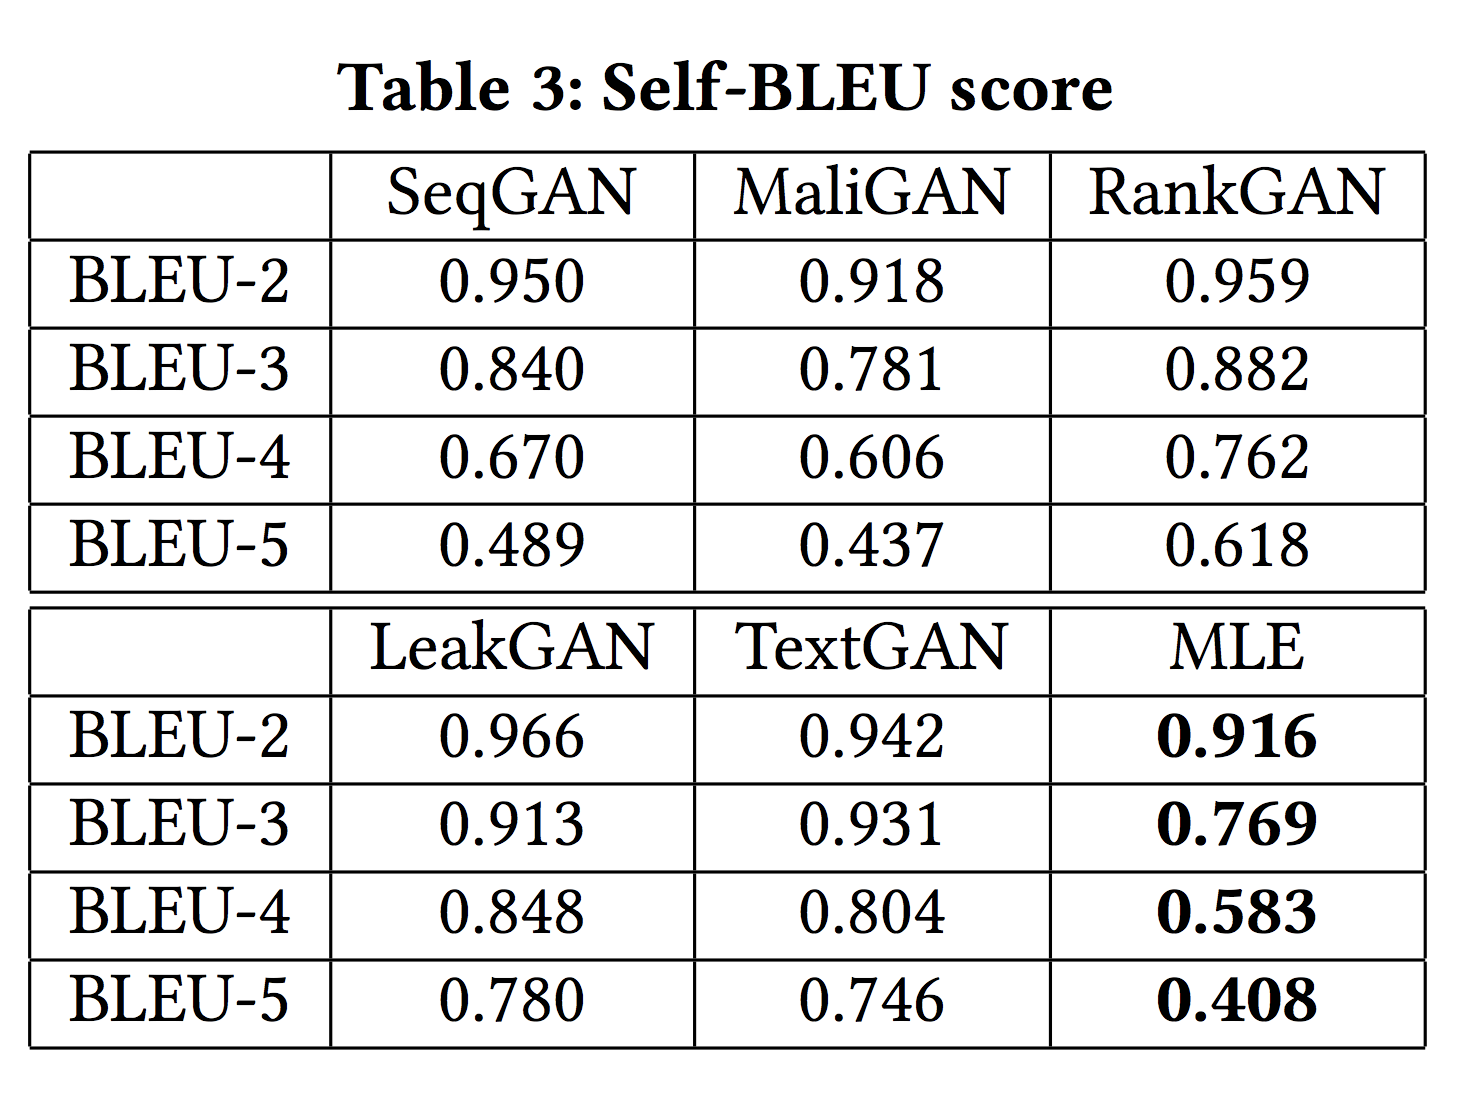 Table 3: Self-BLEU score
SeqGAN MaliGAN RankGAN
BLEU-2 0.950 0.918 0.959
BLEU-3 0.840 0.781 0.882
BLEU-4 0.670 0.606 0.762
BLEU-5 0.489 0.437 0.618
LeakGAN TextGAN MLE
BLEU-2 0.966 0.942 0.916
BLEU-3 0.913 0.931 0.769
BLEU-4 0.848 0.804 0.583
BLEU-5 0.780 0.746 0.408